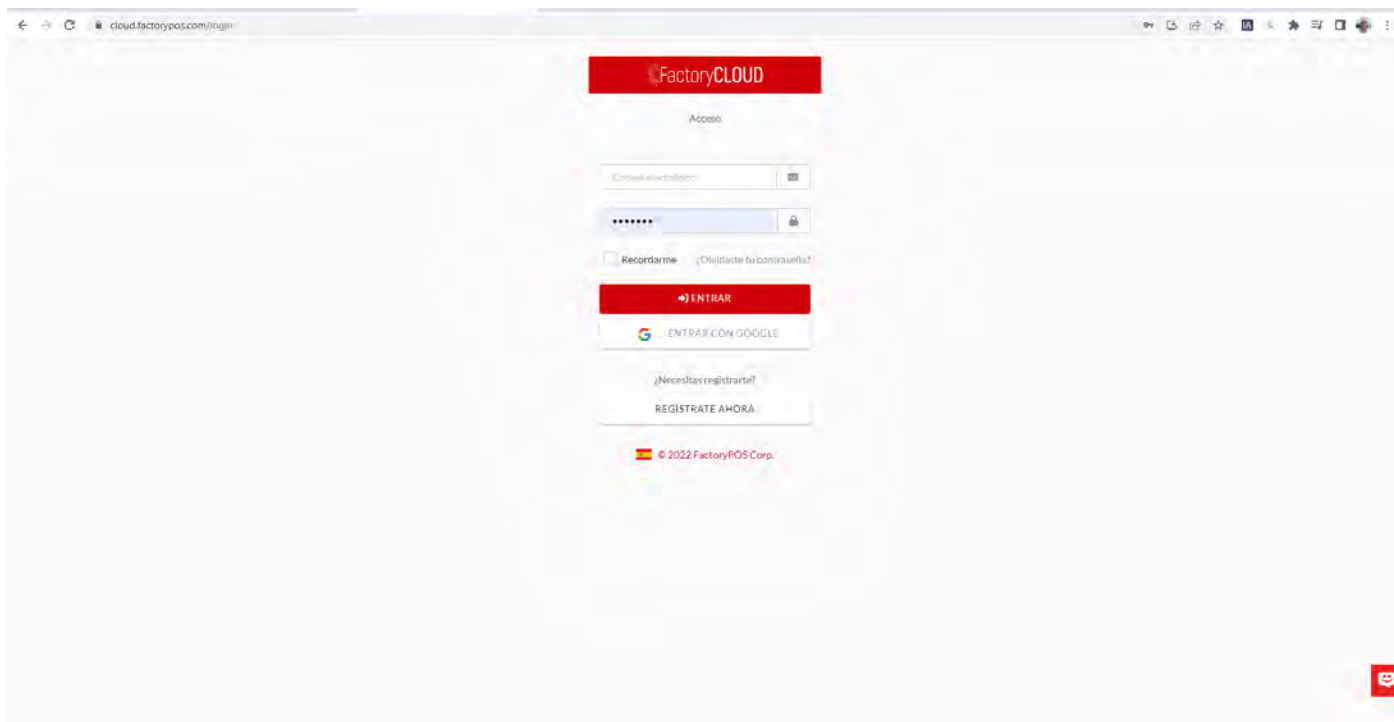 cloud.factorypos.com/login
FactoryCLOUD
Acceso
Correo electrónico
•••••••
Recordarme ¿Olvidaste tu contraseña?
ENTRAR
ENTRAR CON GOOGLE
¿Necesitas registrarte?
REGÍSTRATE AHORA
© 2022 FactoryPOS Corp.